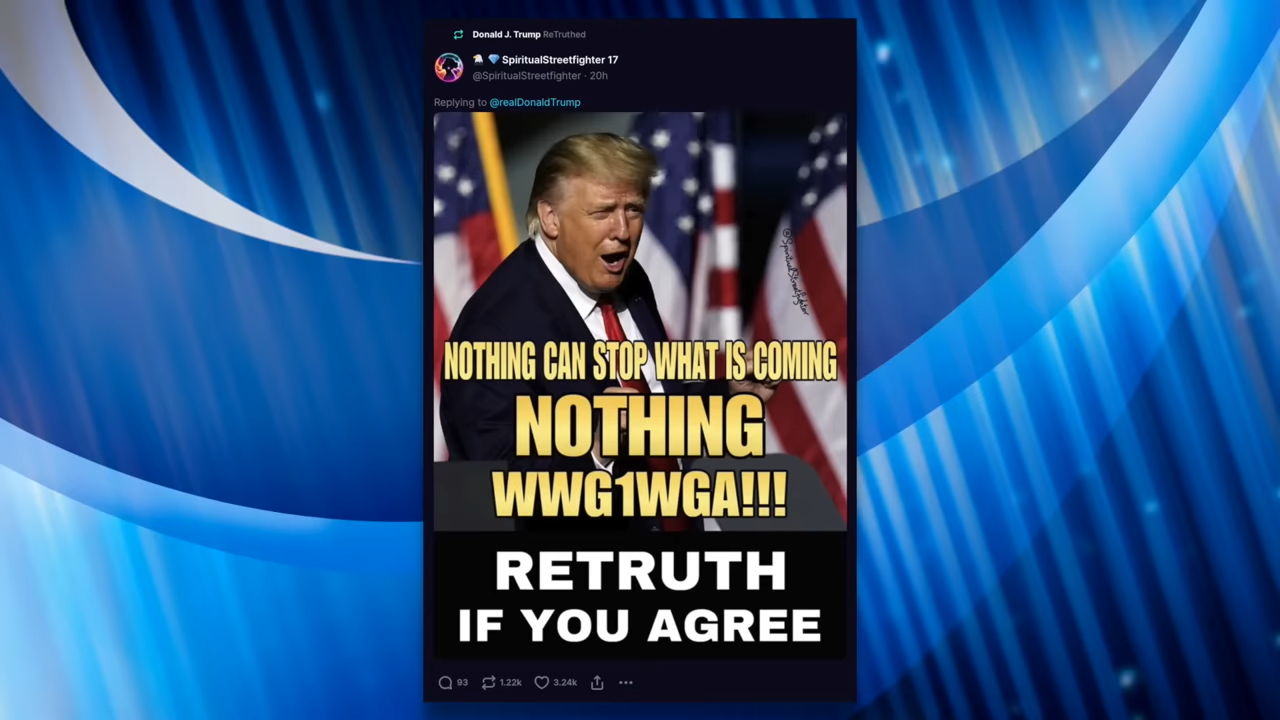 Donald J. Trump ReTruthed
SpiritualStreetfighter 17
@SpiritualStreetfighter · 20h
Replying to @realDonaldTrump
@SpiritualStreetfighter
NOTHING CAN STOP WHAT IS COMING
NOTHING
WWG1WGA!!!
RETRUTH
IF YOU AGREE
93 1.22k 3.24k